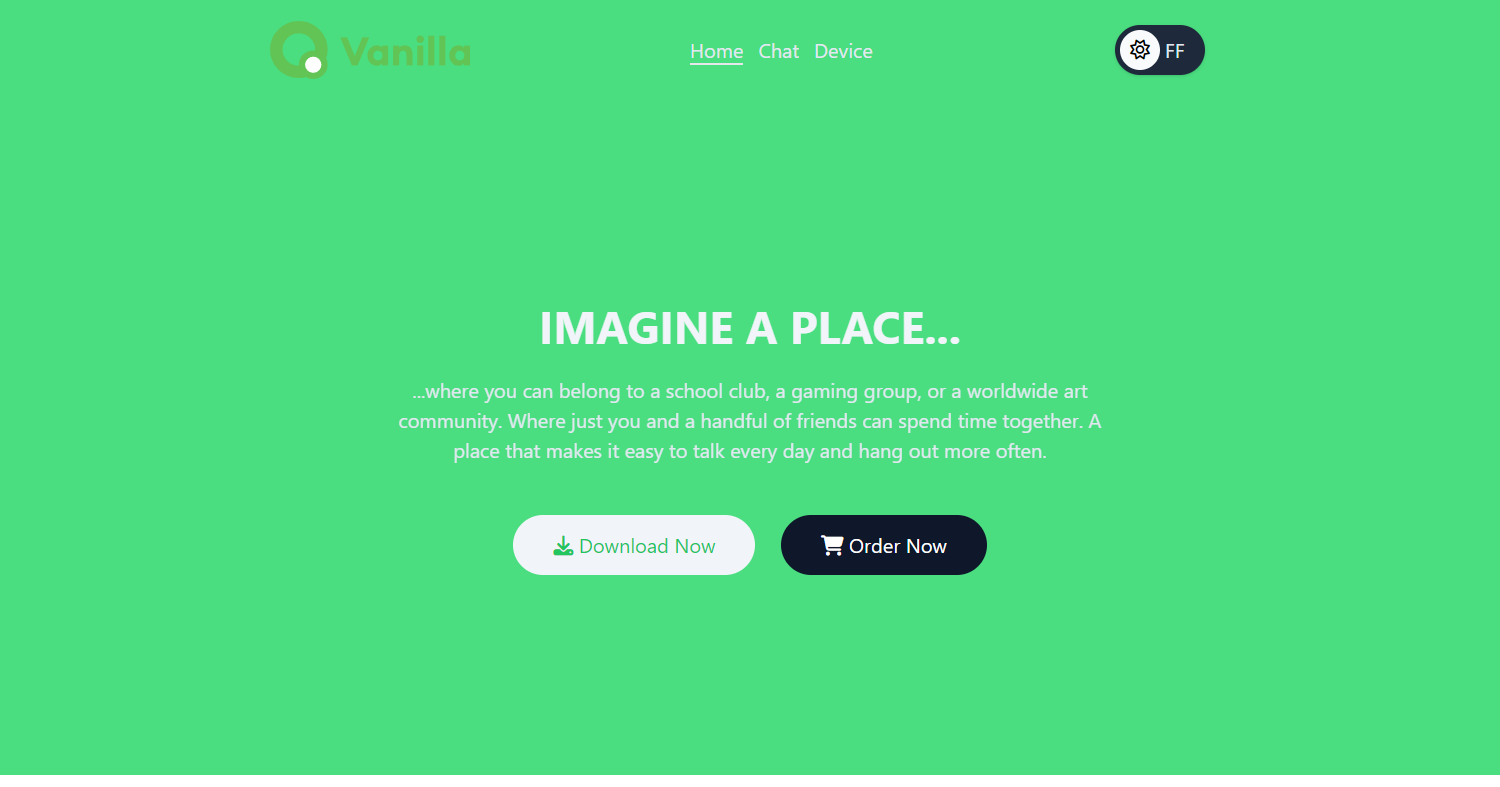 Vanilla
Home Chat Device
FF
IMAGINE A PLACE...
...where you can belong to a school club, a gaming group, or a worldwide art
community. Where just you and a handful of friends can spend time together. A
place that makes it easy to talk every day and hang out more often.
Download Now
Order Now